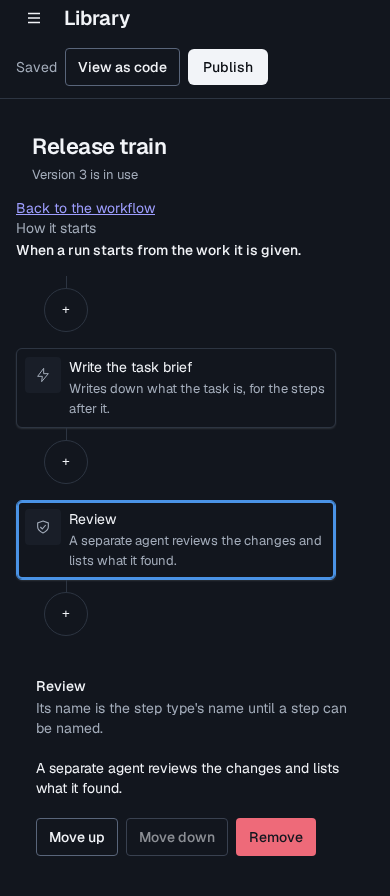 Library
Saved
View as code
Publish
Release train
Version 3 is in use
Back to the workflow
How it starts
When a run starts from the work it is given.
+
Write the task brief
Writes down what the task is, for the steps
after it.
+
Review
A separate agent reviews the changes and
lists what it found.
+
Review
Its name is the step type's name until a step can
be named.
A separate agent reviews the changes and lists
what it found.
Move up
Move down
Remove